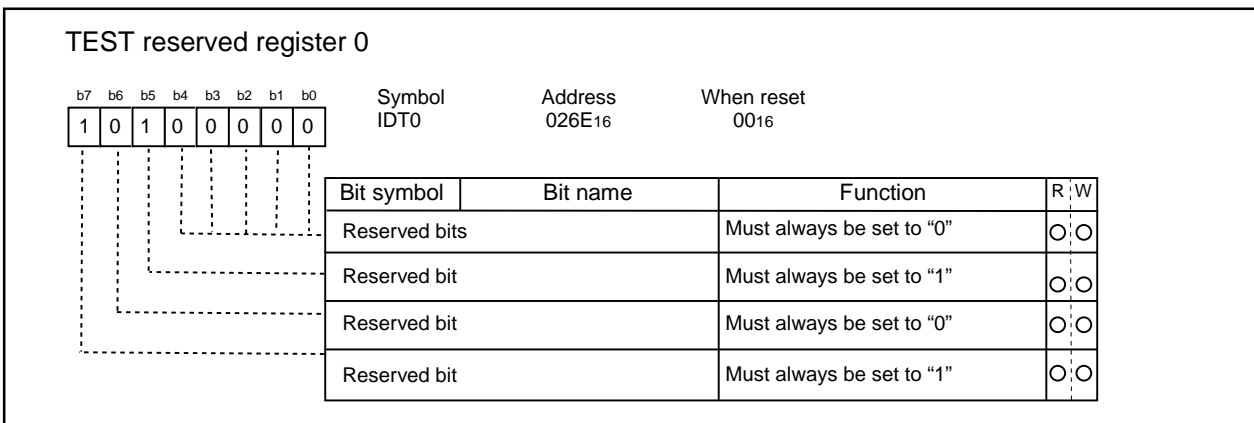 TEST reserved register 0
b7 b6 b5 b4 b3 b2 b1 b0
1 0 1 0 0 0 0 0
Symbol Address When reset
IDT0 026E16 0016
Bit symbol Bit name Function R W
Reserved bits Must always be set to “0”
Reserved bit Must always be set to “1”
Reserved bit Must always be set to “0”
Reserved bit Must always be set to “1”